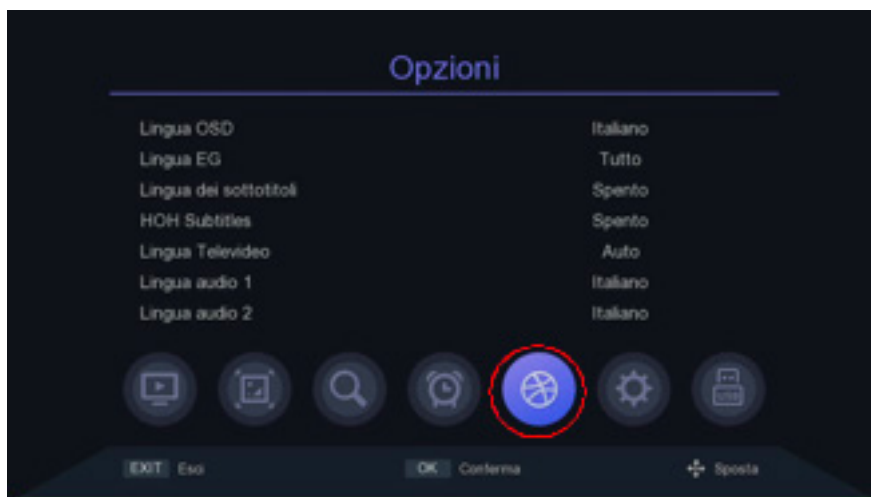 Opzioni
Lingua OSD Italiano
Lingua EG Tutto
Lingua dei sottotitoli Spento
HOH Subtitles Spento
Lingua Televideo Auto
Lingua audio 1 Italiano
Lingua audio 2 Italiano
USB
EXIT Esci OK Conferma Sposta